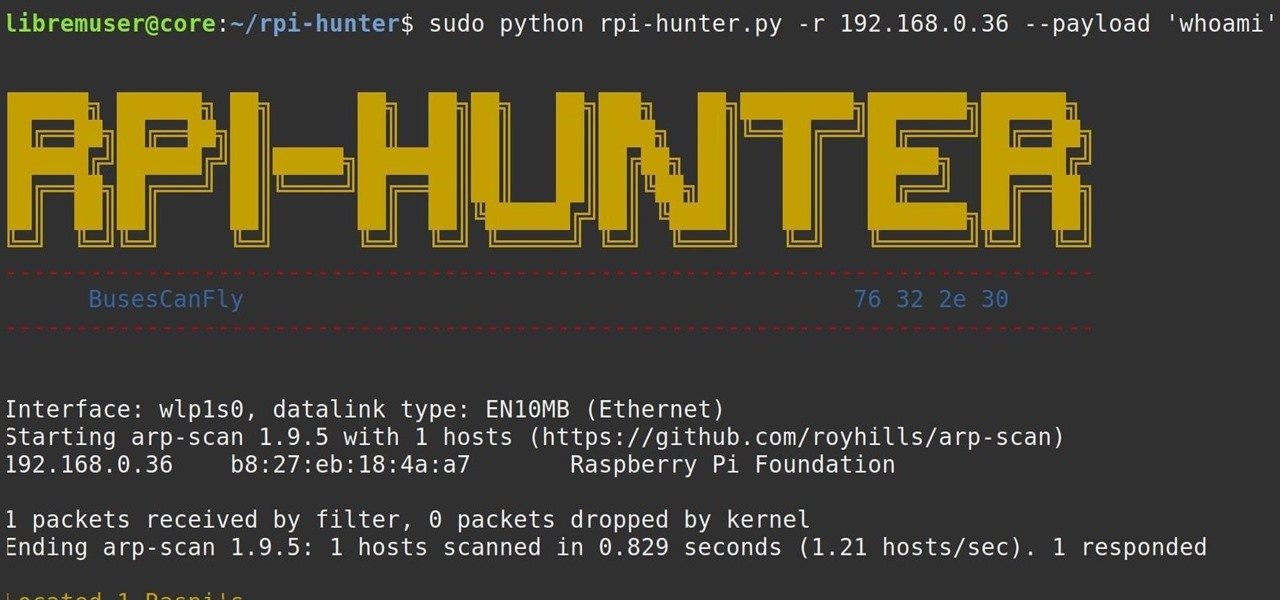 libremuser@core:~/rpi-hunter$ sudo python rpi-hunter.py -r 192.168.0.36 --payload 'whoami'
RPI-HUNTER
--------------------------------------------------------------------------
BusesCanFly 76 32 2e 30
--------------------------------------------------------------------------
Interface: wlp1s0, datalink type: EN10MB (Ethernet)
Starting arp-scan 1.9.5 with 1 hosts (https://github.com/royhills/arp-scan)
192.168.0.36 b8:27:eb:18:4a:a7 Raspberry Pi Foundation
1 packets received by filter, 0 packets dropped by kernel
Ending arp-scan 1.9.5: 1 hosts scanned in 0.829 seconds (1.21 hosts/sec). 1 responded
Located 1 Raspi's